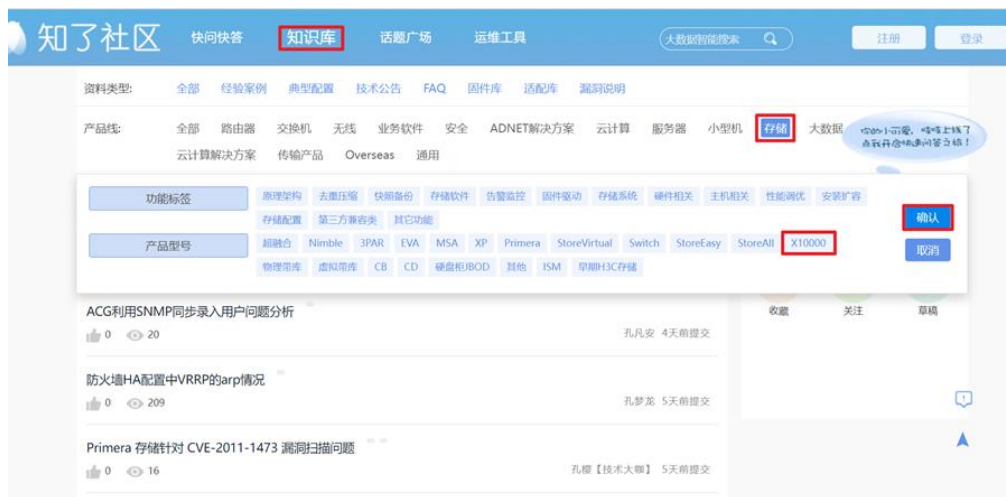 知了社区 快问快答 知识库 话题广场 运维工具 大数据智能搜索 注册 登录
资料类型: 全部 经验案例 典型配置 技术公告 FAQ 固件库 适配库 漏洞说明
产品线: 全部 路由器 交换机 无线 业务软件 安全 ADNET解决方案 云计算 服务器 小型机 存储 大数据
云计算解决方案 传输产品 Overseas 通用
功能标签 原理架构 去重压缩 快照备份 存储软件 告警监控 固件驱动 存储系统 硬件相关 主机相关 性能调优 安装扩容
存储配置 第三方兼容类 其它功能
确认
产品型号 超融合 Nimble 3PAR EVA MSA XP Primera StoreVirtual Switch StoreEasy StoreAll X10000
取消
物理带库 虚拟带库 CB CD 硬盘柜JBOD 其他 ISM 早期H3C存储
ACG利用SNMP同步录入用户问题分析
收藏 关注 草稿
0 20 孔凡安 4天前提交
防火墙HA配置中VRRP的arp情况
0 209 孔梦龙 5天前提交
Primera 存储针对 CVE-2011-1473 漏洞扫描问题
0 16 孔樱【技术大咖】 5天前提交